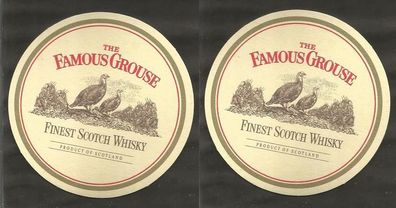 THE
FAMOUS GROUSE
FINEST SCOTCH WHISKY
PRODUCT OF SCOTLAND
THE
FAMOUS GROUSE
FINEST SCOTCH WHISKY
PRODUCT OF SCOTLAND